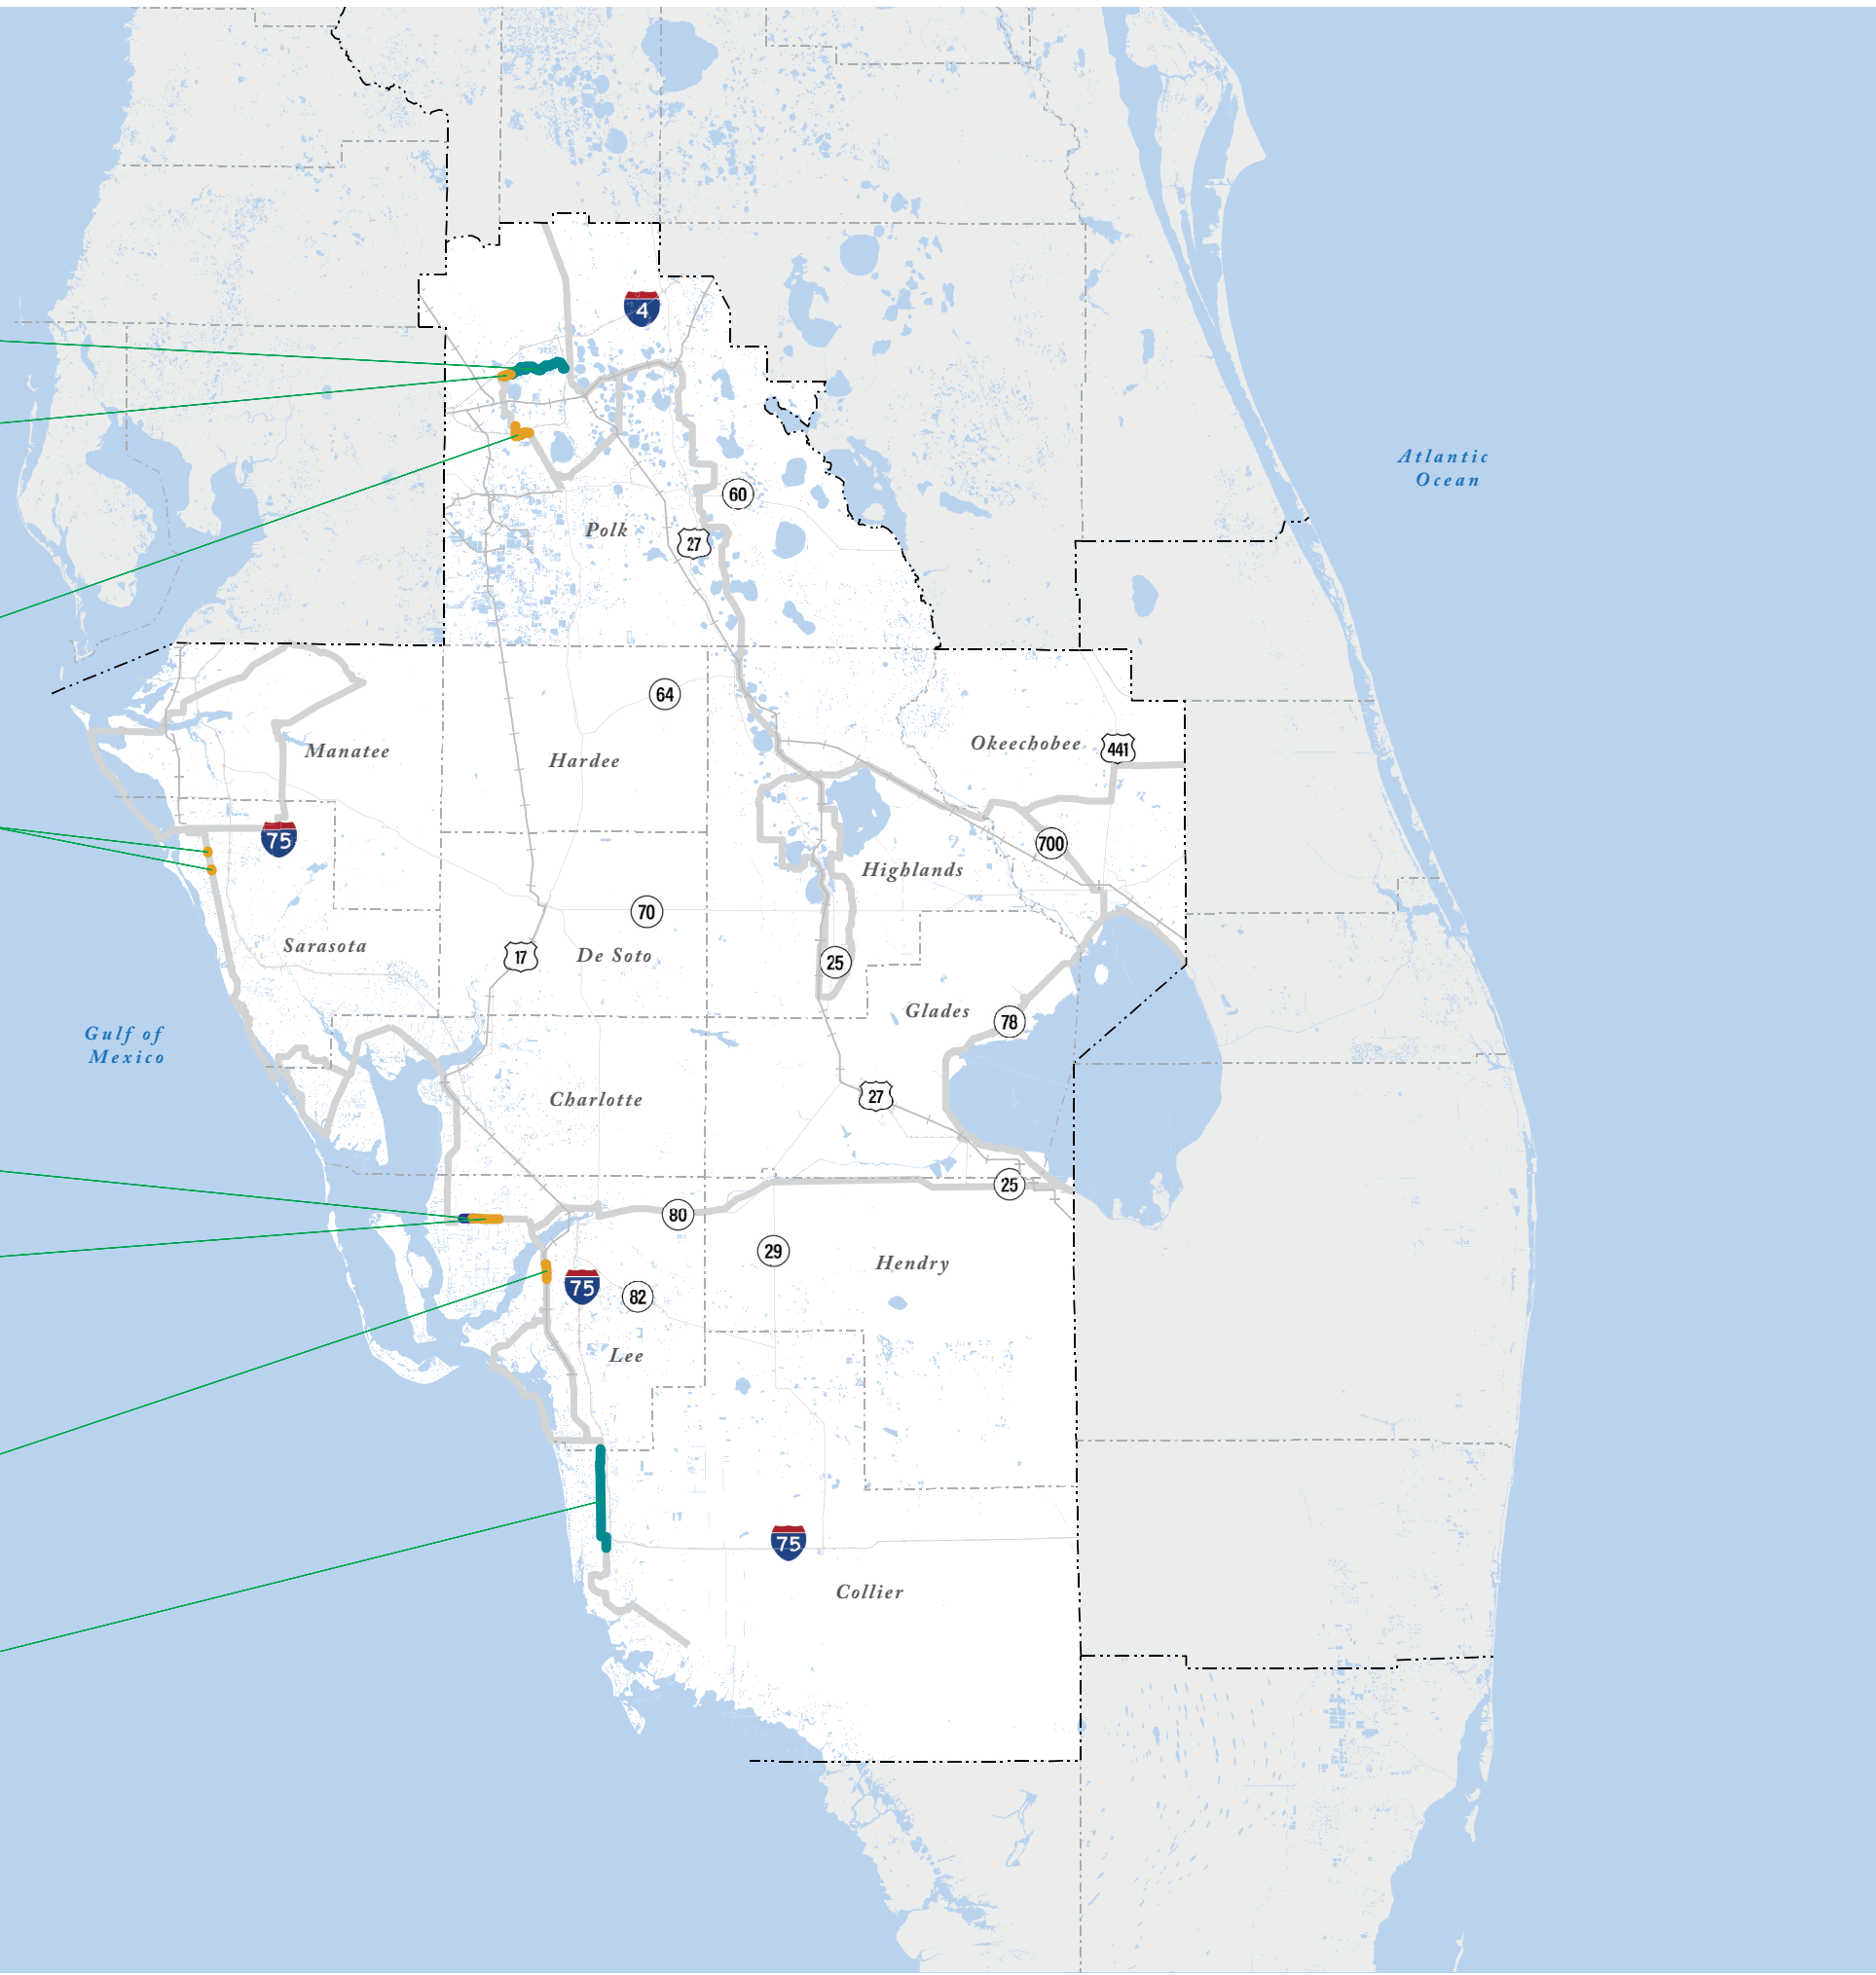 4
Atlantic
Ocean
60
Polk
27
64
Manatee
Hardee
Okeechobee
441
75
700
Highlands
70
Sarasota
17
De Soto
25
Glades
78
Gulf of
Mexico
27
Charlotte
25
80
29
Hendry
75
82
Lee
75
Collier